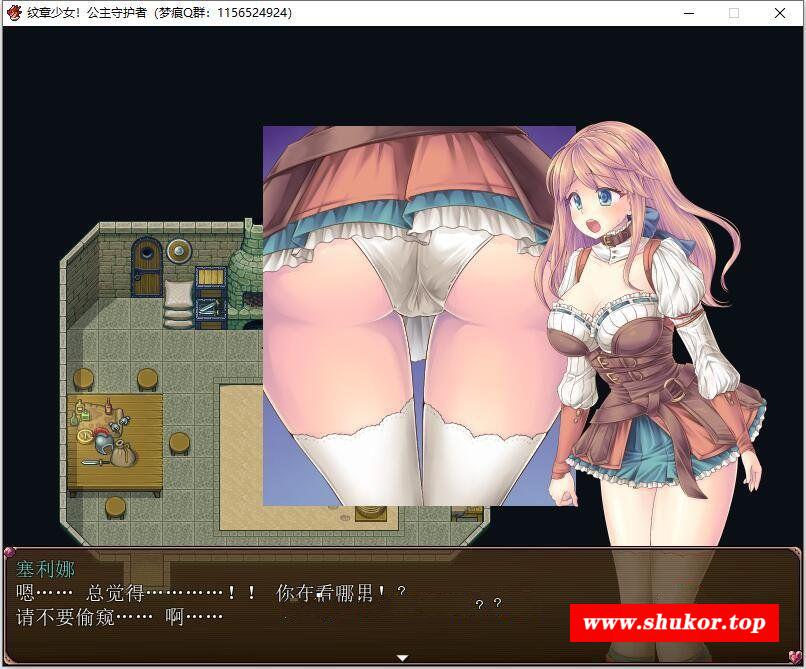 纹章少女！公主守护者（梦痕Q群：1156524924）
塞利娜
嗯…… 总觉得…………！！ 你在看哪里！？
？？
请不要偷窥…… 啊……
www.shukor.top